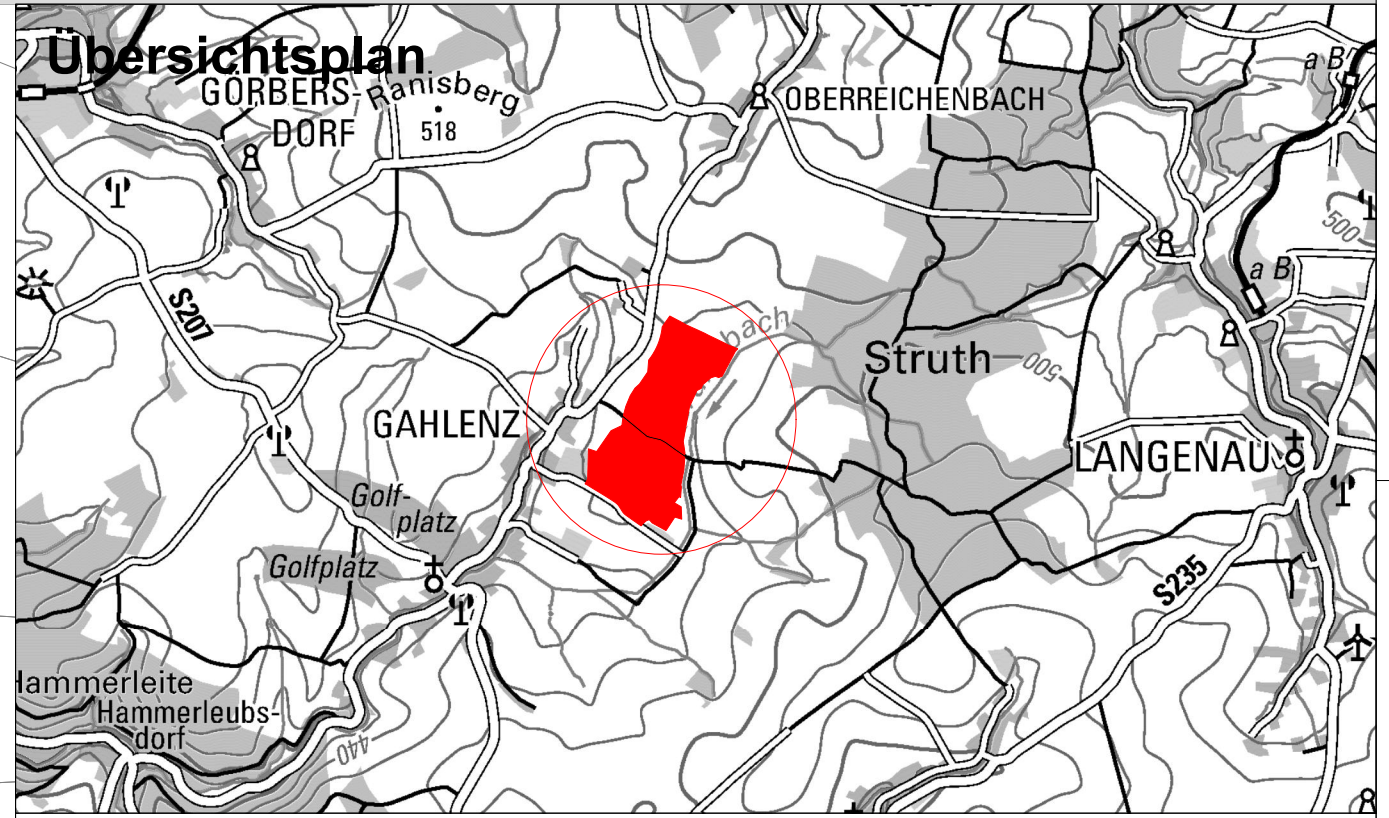 Übersichtsplan
GÖRBERS-
DORF
Ranisberg
518
OBERREICHENBACH
a B
500
a B
S207
bach
Struth
500
GAHLENZ
LANGENAU
Golf-
platz
Golfplatz
S235
Hammerleite
Hammerleubs-
dorf
440